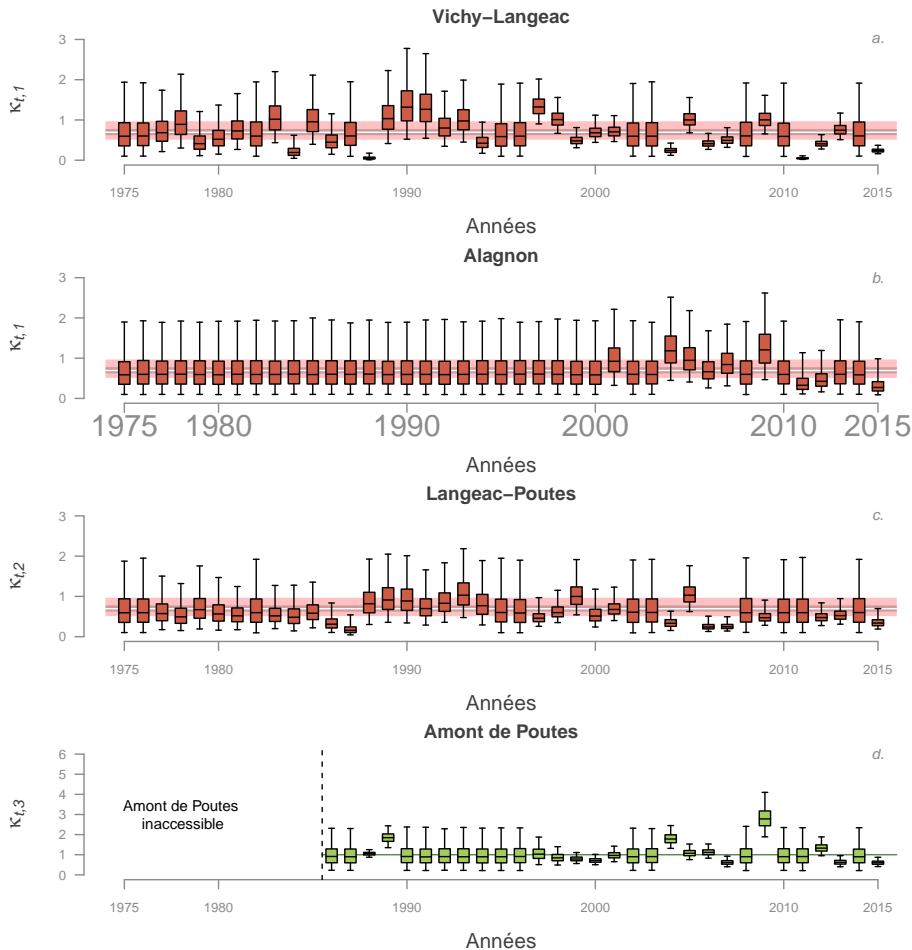 Vichy−Langeac
a.
κt,1
3
2
1
0
1975 1980 1990 2000 2010 2015
Années
Alagnon
b.
κt,1
3
2
1
0
1975 1980 1990 2000 2010 2015
Années
Langeac−Poutes
c.
κt,2
3
2
1
0
1975 1980 1990 2000 2010 2015
Années
Amont de Poutes
d.
κt,3
6
5
4
3
2
1
0
Amont de Poutes
inaccessible
1975 1980 1990 2000 2010 2015
Années